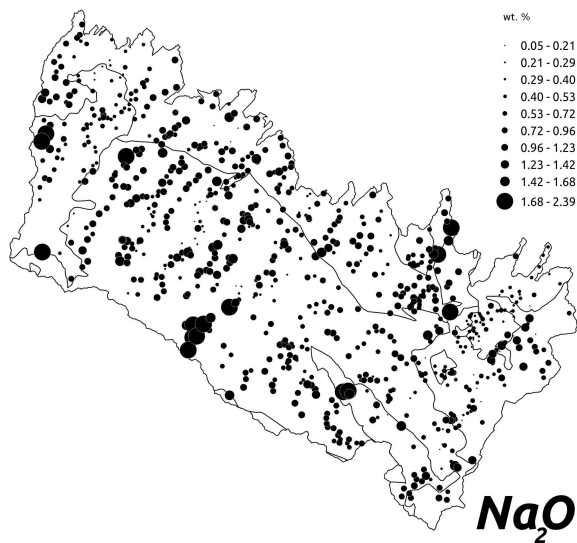 wt. %
0.05 - 0.21
0.21 - 0.29
0.29 - 0.40
0.40 - 0.53
0.53 - 0.72
0.72 - 0.96
0.96 - 1.23
1.23 - 1.42
1.42 - 1.68
1.68 - 2.39
Na₂O